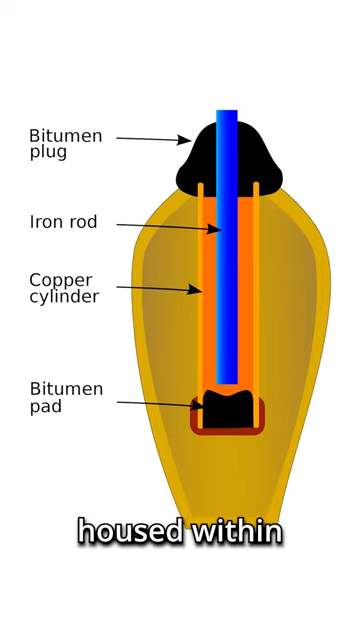 Bitumen
plug
Iron rod
Copper
cylinder
Bitumen
pad
housed within